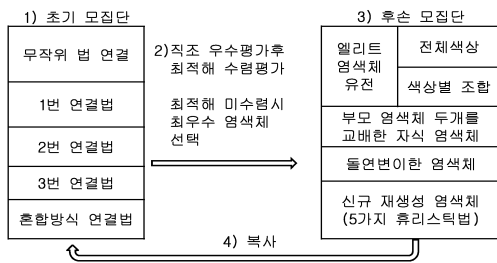 1) 초기 모집단
무작위 법 연결
1번 연결법
2번 연결법
3번 연결법
혼합방식 연결법
2)직조 우수평가후
최적해 수렴평가
최적해 미수렴시
최우수 염색체
선택
3) 후손 모집단
엘리트
염색체
유전
전체색상
색상별 조합
부모 염색체 두개를
교배한 자식 염색체
돌연변이한 염색체
신규 재생성 염색체
(5가지 휴리스틱법)
4) 복사